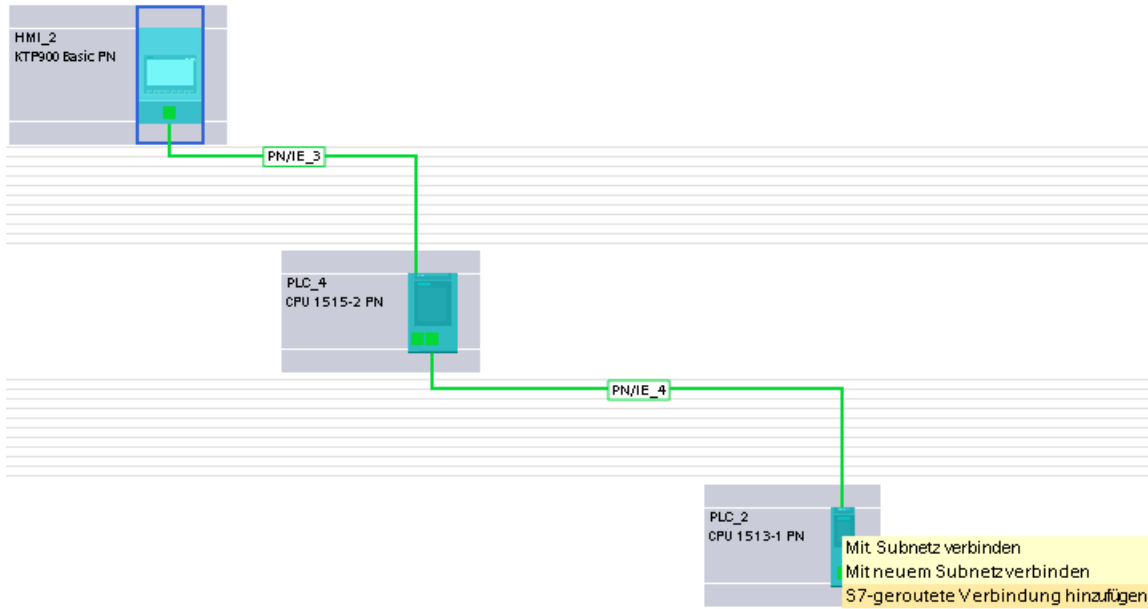 HMI_2
KTP900 Basic PN
PN/IE_3
PLC_4
CPU 1515-2 PN
PN/IE_4
PLC_2
CPU 1513-1 PN
Mit Subnetz verbinden
Mit neuem Subnetz verbinden
S7-geroutete Verbindung hinzufügen